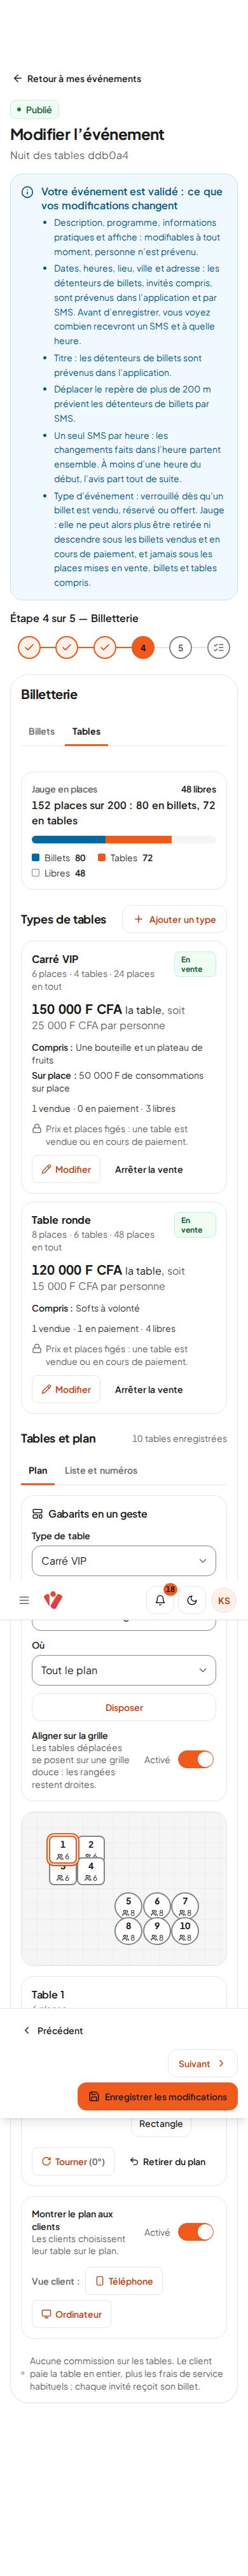 Retour à mes événements
Publié
Modifier l’événement
Nuit des tables ddb0a4
Votre événement est validé : ce que
vos modifications changent
Description, programme, informations
pratiques et affiche : modifiables à tout
moment, personne n’est prévenu.
Dates, heures, lieu, ville et adresse : les
détenteurs de billets, invités compris,
sont prévenus dans l’application et par
SMS. Avant d’enregistrer, vous voyez
combien recevront un SMS et à quelle
heure.
Titre : les détenteurs de billets sont
prévenus dans l’application.
Déplacer le repère de plus de 200 m
prévient les détenteurs de billets par
SMS.
Un seul SMS par heure : les
changements faits dans l’heure partent
ensemble. À moins d’une heure du
début, l’avis part tout de suite.
Type d’événement : verrouillé dès qu’un
billet est vendu, réservé ou offert. Jauge
: elle ne peut alors plus être retirée ni
descendre sous les billets vendus et en
cours de paiement, et jamais sous les
places mises en vente, billets et tables
compris.
Étape 4 sur 5 — Billetterie
4
5
Billetterie
Billets
Tables
Jauge en places
48 libres
152 places sur 200 : 80 en billets, 72
en tables
Billets 80
Tables 72
Libres 48
Types de tables
Ajouter un type
Carré VIP
En
vente
6 places · 4 tables · 24 places
en tout
150 000 F CFA la table, soit
25 000 F CFA par personne
Compris : Une bouteille et un plateau de
fruits
Sur place : 50 000 F de consommations
sur place
1 vendue · 0 en paiement · 3 libres
Prix et places figés : une table est
vendue ou en cours de paiement.
Modifier
Arrêter la vente
Table ronde
En
vente
8 places · 6 tables · 48 places
en tout
120 000 F CFA la table, soit
15 000 F CFA par personne
Compris : Softs à volonté
1 vendue · 1 en paiement · 4 libres
Prix et places figés : une table est
vendue ou en cours de paiement.
Modifier
Arrêter la vente
Tables et plan
10 tables enregistrées
Plan
Liste et numéros
Gabarits en un geste
Type de table
Carré VIP
18
KS
Où
Tout le plan
Disposer
Aligner sur la grille
Les tables déplacées
se posent sur une grille
douce : les rangées
restent droites.
Activé
1
6
2
6
3
6
4
6
5
8
6
8
7
8
8
8
9
8
10
8
Table 1
Précédent
Suivant
Enregistrer les modifications
Rectangle
Tourner (0°)
Retirer du plan
Montrer le plan aux
clients
Les clients choisissent
leur table sur le plan.
Activé
Vue client :
Téléphone
Ordinateur
Aucune commission sur les tables. Le client
paie la table en entier, plus les frais de service
habituels ; chaque invité reçoit son billet.